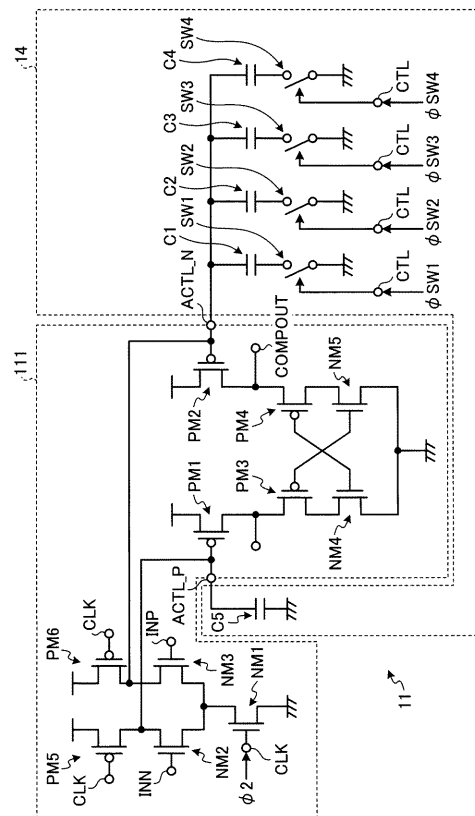 111
14
PM5
CLK
PM6
CLK
INN
INP
NM2
NM3
φ2
CLK
NM1
ACTL_P
C5
PM1
PM2
ACTL_N
COMPOUT
PM3
PM4
NM4
NM5
C1
SW1
C2
SW2
C3
SW3
C4
SW4
CTL
φSW1
CTL
φSW2
CTL
φSW3
CTL
φSW4
11